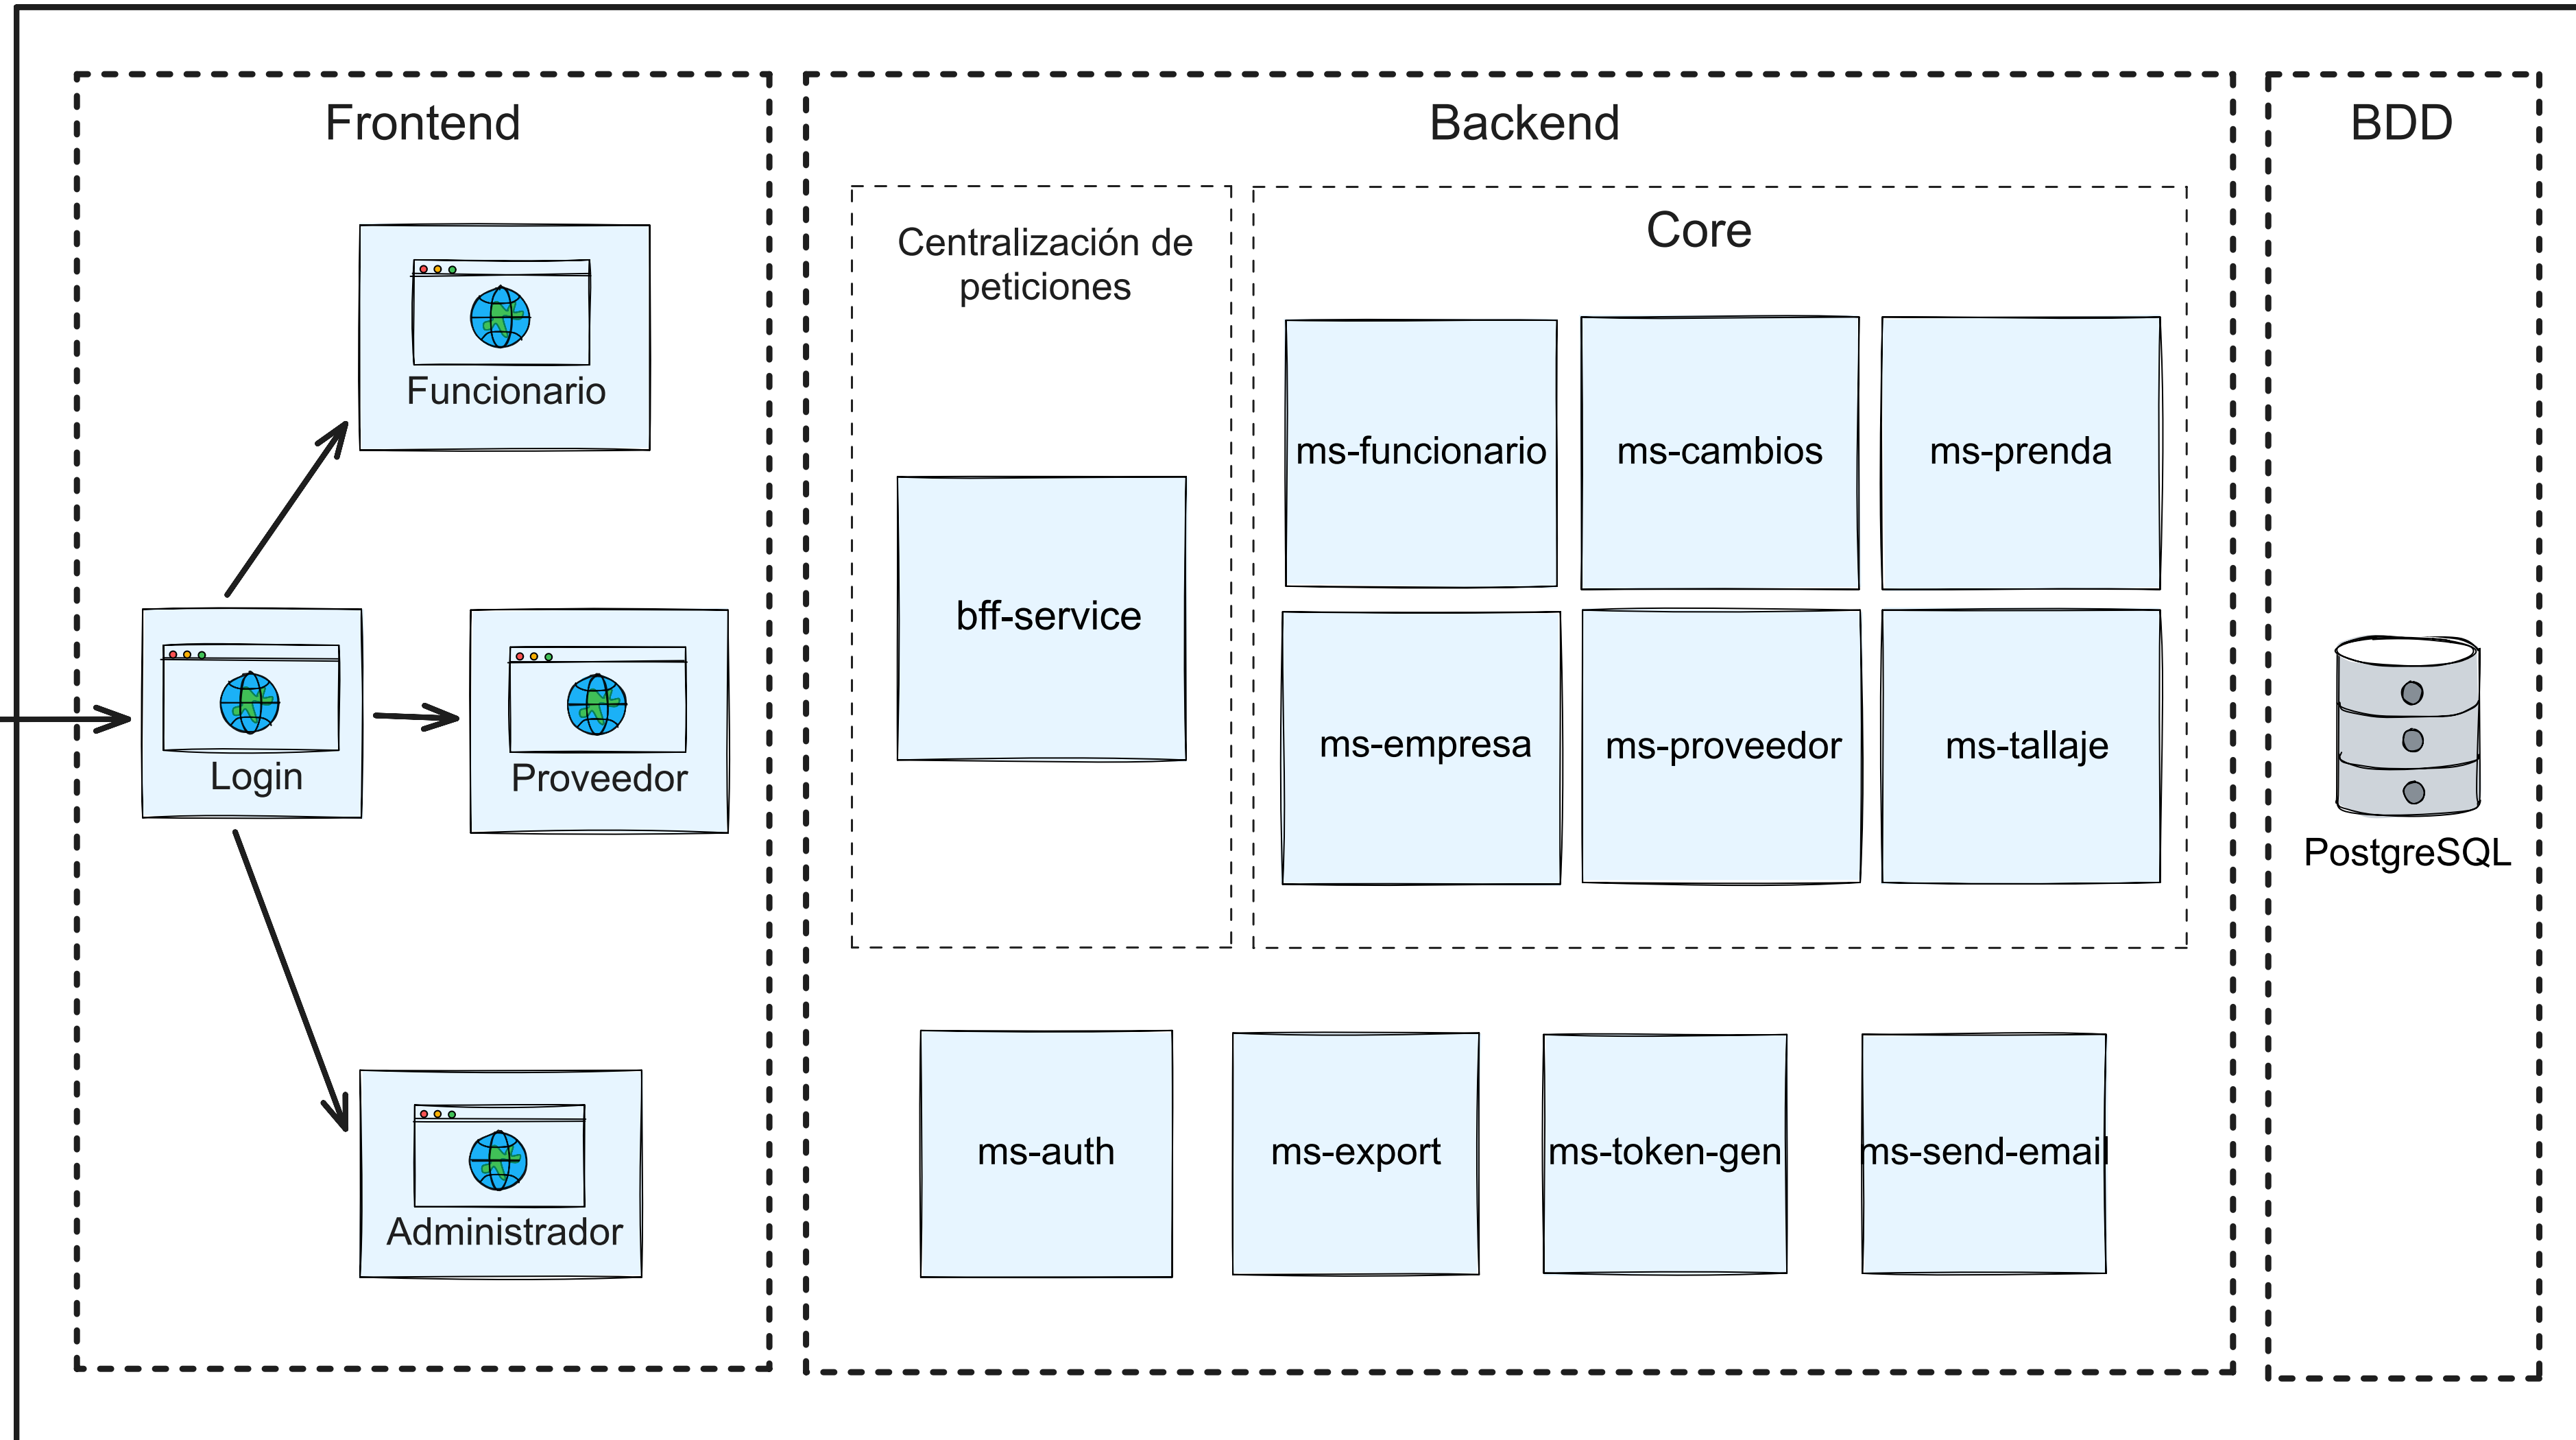 Frontend
Funcionario
Login
Proveedor
Administrador
Backend
Centralización de
peticiones
bff-service
Core
ms-funcionario
ms-cambios
ms-prenda
ms-empresa
ms-proveedor
ms-tallaje
ms-auth
ms-export
ms-token-gen
ms-send-email
BDD
PostgreSQL